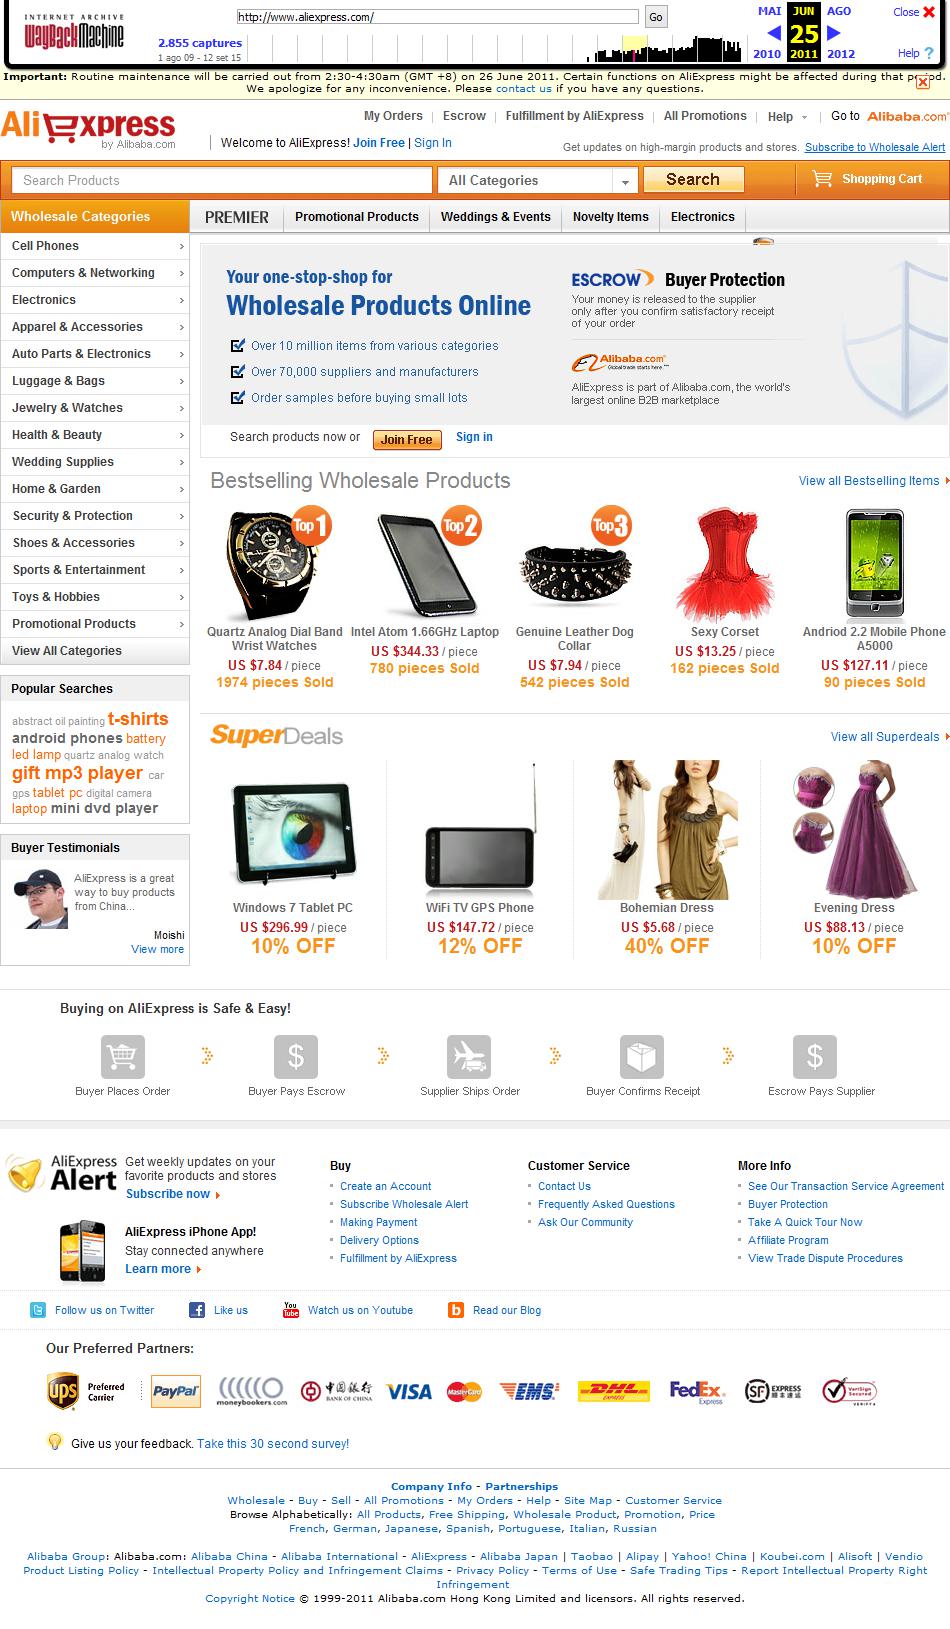 INTERNET ARCHIVE
WayBackMachine
http://www.aliexpress.com/
Go
2.855 captures
1 ago 09 - 12 set 15
MAI JUN AGO
25
2010 2011 2012
Close
Help ?
Important: Routine maintenance will be carried out from 2:30-4:30am (GMT +8) on 26 June 2011. Certain functions on AliExpress might be affected during that period.
We apologize for any inconvenience. Please contact us if you have any questions.
AliExpress
by Alibaba.com
My Orders | Escrow | Fulfillment by AliExpress | All Promotions | Help | Go to Alibaba.com
Welcome to AliExpress! Join Free | Sign In
Get updates on high-margin products and stores. Subscribe to Wholesale Alert
Search Products
All Categories
Search
Shopping Cart
Wholesale Categories
PREMIER Promotional Products Weddings & Events Novelty Items Electronics
Cell Phones
Computers & Networking
Electronics
Apparel & Accessories
Auto Parts & Electronics
Luggage & Bags
Jewelry & Watches
Health & Beauty
Wedding Supplies
Home & Garden
Security & Protection
Shoes & Accessories
Sports & Entertainment
Toys & Hobbies
Promotional Products
View All Categories
Your one-stop-shop for
Wholesale Products Online
Over 10 million items from various categories
Over 70,000 suppliers and manufacturers
Order samples before buying small lots
ESCROW Buyer Protection
Your money is released to the supplier
only after you confirm satisfactory receipt
of your order
Alibaba.com
Global trade starts here.™
AliExpress is part of Alibaba.com, the world's
largest online B2B marketplace
Search products now or Join Free Sign in
Bestselling Wholesale Products
View all Bestselling Items
Top 1
Top 2
Top 3
Quartz Analog Dial Band
Wrist Watches
US $7.84 / piece
1974 pieces Sold
Intel Atom 1.66GHz Laptop
US $344.33 / piece
780 pieces Sold
Genuine Leather Dog
Collar
US $7.94 / piece
542 pieces Sold
Sexy Corset
US $13.25 / piece
162 pieces Sold
Andriod 2.2 Mobile Phone
A5000
US $127.11 / piece
90 pieces Sold
Popular Searches
abstract oil painting t-shirts
android phones battery
led lamp quartz analog watch
gift mp3 player car
gps tablet pc digital camera
laptop mini dvd player
SuperDeals
View all Superdeals
Windows 7 Tablet PC
US $296.99 / piece
10% OFF
WiFi TV GPS Phone
US $147.72 / piece
12% OFF
Bohemian Dress
US $5.68 / piece
40% OFF
Evening Dress
US $88.13 / piece
10% OFF
Buyer Testimonials
AliExpress is a great
way to buy products
from China...
Moishi
View more
Buying on AliExpress is Safe & Easy!
Buyer Places Order
Buyer Pays Escrow
Supplier Ships Order
Buyer Confirms Receipt
Escrow Pays Supplier
AliExpress
Alert
Get weekly updates on your
favorite products and stores
Subscribe now
AliExpress iPhone App!
Stay connected anywhere
Learn more
Buy
Create an Account
Subscribe Wholesale Alert
Making Payment
Delivery Options
Fulfillment by AliExpress
Customer Service
Contact Us
Frequently Asked Questions
Ask Our Community
More Info
See Our Transaction Service Agreement
Buyer Protection
Take A Quick Tour Now
Affiliate Program
View Trade Dispute Procedures
Follow us on Twitter
Like us
You Tube
Watch us on Youtube
Read our Blog
Our Preferred Partners:
ups Preferred
Carrier
PayPal
moneybookers.com
中国银行
BANK OF CHINA
VISA
MasterCard
EMS
DHL
EXPRESS
FedEx
Express
SF EXPRESS
VeriSign
Secured
VERIFY
Give us your feedback. Take this 30 second survey!
Company Info - Partnerships
Wholesale - Buy - Sell - All Promotions - My Orders - Help - Site Map - Customer Service
Browse Alphabetically: All Products, Free Shipping, Wholesale Product, Promotion, Price
French, German, Japanese, Spanish, Portuguese, Italian, Russian
Alibaba Group: Alibaba.com: Alibaba China - Alibaba International - AliExpress - Alibaba Japan | Taobao | Alipay | Yahoo! China | Koubei.com | Alisoft | Vendio
Product Listing Policy - Intellectual Property Policy and Infringement Claims - Privacy Policy - Terms of Use - Safe Trading Tips - Report Intellectual Property Right
Infringement
Copyright Notice © 1999-2011 Alibaba.com Hong Kong Limited and licensors. All rights reserved.